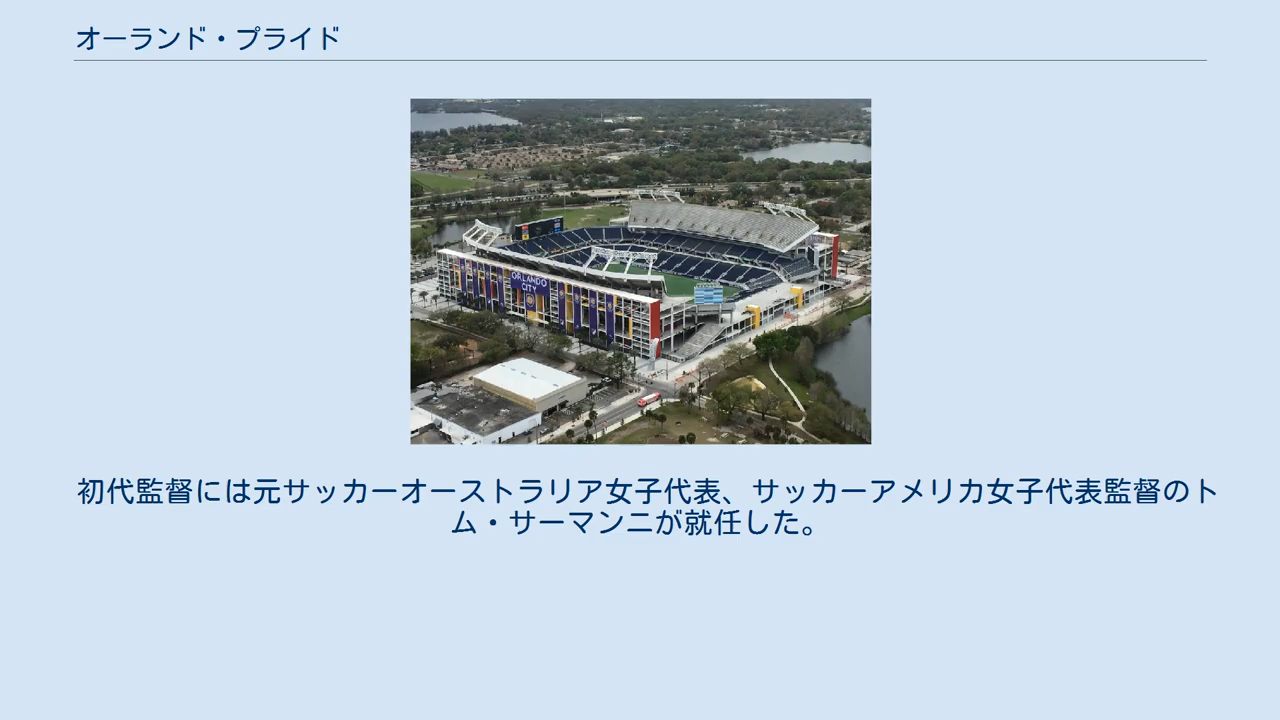 オーランド・プライド
ORLANDO
CITY
初代監督には元サッカーオーストラリア女子代表、サッカーアメリカ女子代表監督のト
ム・サーマンニが就任した。